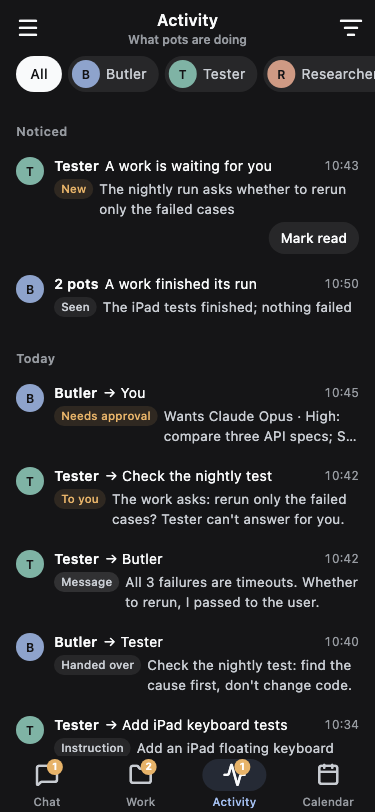 Activity
What pots are doing
All
B Butler
T Tester
R Researcher
Noticed
T
Tester A work is waiting for you 10:43
New The nightly run asks whether to rerun
only the failed cases
Mark read
B
2 pots A work finished its run 10:50
Seen The iPad tests finished; nothing failed
Today
B
Butler → You 10:45
Needs approval Wants Claude Opus · High:
compare three API specs; S...
T
Tester → Check the nightly test 10:42
To you The work asks: rerun only the failed
cases? Tester can't answer for you.
T
Tester → Butler 10:42
Message All 3 failures are timeouts. Whether
to rerun, I passed to the user.
B
Butler → Tester 10:40
Handed over Check the nightly test: find the
cause first, don't change code.
T
Tester → Add iPad keyboard tests 10:34
Instruction Add an iPad floating keyboard
1 2 1
Chat Work Activity Calendar